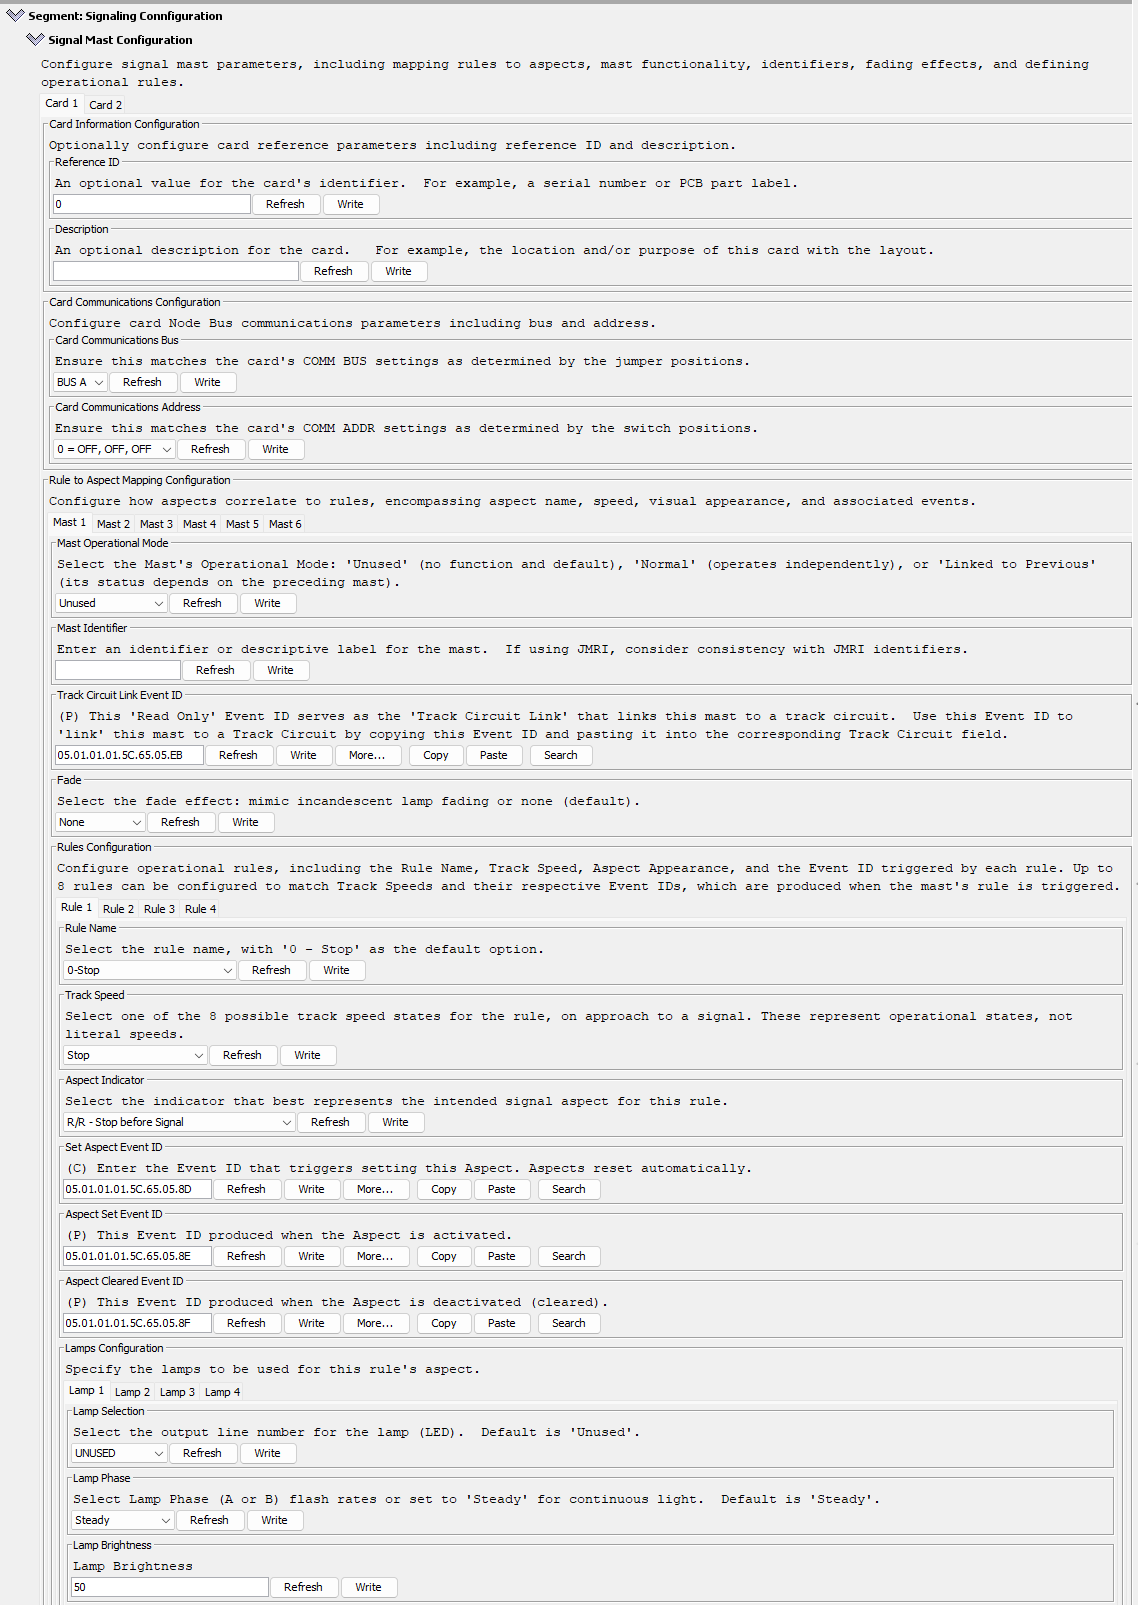 Segment: Signaling Connfiguration
Signal Mast Configuration
Configure signal mast parameters, including mapping rules to aspects, mast functionality, identifiers, fading effects, and defining
operational rules.
Card 1 Card 2
Card Information Configuration
Optionally configure card reference parameters including reference ID and description.
Reference ID
An optional value for the card's identifier. For example, a serial number or PCB part label.
0 Refresh Write
Description
An optional description for the card. For example, the location and/or purpose of this card with the layout.
Refresh Write
Card Communications Configuration
Configure card Node Bus communications parameters including bus and address.
Card Communications Bus
Ensure this matches the card's COMM BUS settings as determined by the jumper positions.
BUS A Refresh Write
Card Communications Address
Ensure this matches the card's COMM ADDR settings as determined by the switch positions.
0 = OFF, OFF, OFF Refresh Write
Rule to Aspect Mapping Configuration
Configure how aspects correlate to rules, encompassing aspect name, speed, visual appearance, and associated events.
Mast 1 Mast 2 Mast 3 Mast 4 Mast 5 Mast 6
Mast Operational Mode
Select the Mast's Operational Mode: 'Unused' (no function and default), 'Normal' (operates independently), or 'Linked to Previous'
(its status depends on the preceding mast).
Unused Refresh Write
Mast Identifier
Enter an identifier or descriptive label for the mast. If using JMRI, consider consistency with JMRI identifiers.
Refresh Write
Track Circuit Link Event ID
(P) This 'Read Only' Event ID serves as the 'Track Circuit Link' that links this mast to a track circuit. Use this Event ID to
'link' this mast to a Track Circuit by copying this Event ID and pasting it into the corresponding Track Circuit field.
05.01.01.01.5C.65.05.EB Refresh Write More... Copy Paste Search
Fade
Select the fade effect: mimic incandescent lamp fading or none (default).
None Refresh Write
Rules Configuration
Configure operational rules, including the Rule Name, Track Speed, Aspect Appearance, and the Event ID triggered by each rule. Up to
8 rules can be configured to match Track Speeds and their respective Event IDs, which are produced when the mast's rule is triggered.
Rule 1 Rule 2 Rule 3 Rule 4
Rule Name
Select the rule name, with '0 - Stop' as the default option.
0-Stop Refresh Write
Track Speed
Select one of the 8 possible track speed states for the rule, on approach to a signal. These represent operational states, not
literal speeds.
Stop Refresh Write
Aspect Indicator
Select the indicator that best represents the intended signal aspect for this rule.
R/R - Stop before Signal Refresh Write
Set Aspect Event ID
(C) Enter the Event ID that triggers setting this Aspect. Aspects reset automatically.
05.01.01.01.5C.65.05.8D Refresh Write More... Copy Paste Search
Aspect Set Event ID
(P) This Event ID produced when the Aspect is activated.
05.01.01.01.5C.65.05.8E Refresh Write More... Copy Paste Search
Aspect Cleared Event ID
(P) This Event ID produced when the Aspect is deactivated (cleared).
05.01.01.01.5C.65.05.8F Refresh Write More... Copy Paste Search
Lamps Configuration
Specify the lamps to be used for this rule's aspect.
Lamp 1 Lamp 2 Lamp 3 Lamp 4
Lamp Selection
Select the output line number for the lamp (LED). Default is 'Unused'.
UNUSED Refresh Write
Lamp Phase
Select Lamp Phase (A or B) flash rates or set to 'Steady' for continuous light. Default is 'Steady'.
Steady Refresh Write
Lamp Brightness
Lamp Brightness
50 Refresh Write